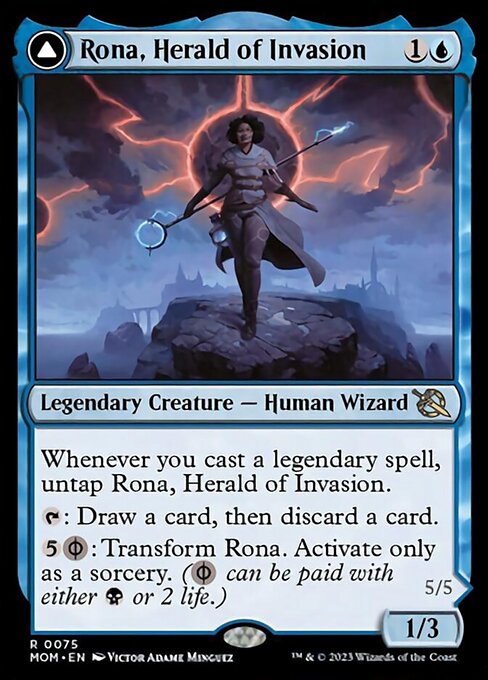 Rona, Herald of Invasion 1
Legendary Creature — Human Wizard
Whenever you cast a legendary spell,
untap Rona, Herald of Invasion.
: Draw a card, then discard a card.
5 : Transform Rona. Activate only
as a sorcery. ( can be paid with
either or 2 life.)
5/5
1/3
R 0075
MOM • EN Victor Adame Minguez
™ & © 2023 Wizards of the Coast